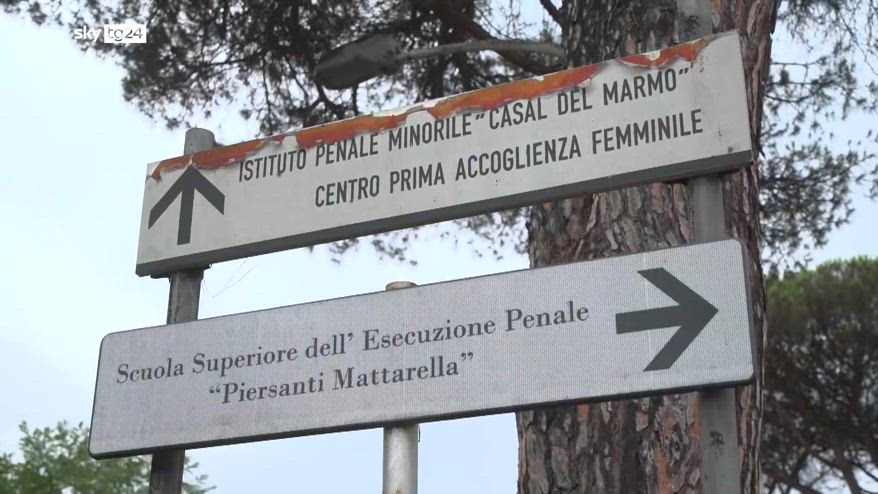 sky tg24
ISTITUTO PENALE MINORILE "CASAL DEL MARMO"
CENTRO PRIMA ACCOGLIENZA FEMMINILE
Scuola Superiore dell' Esecuzione Penale
"Piersanti Mattarella"